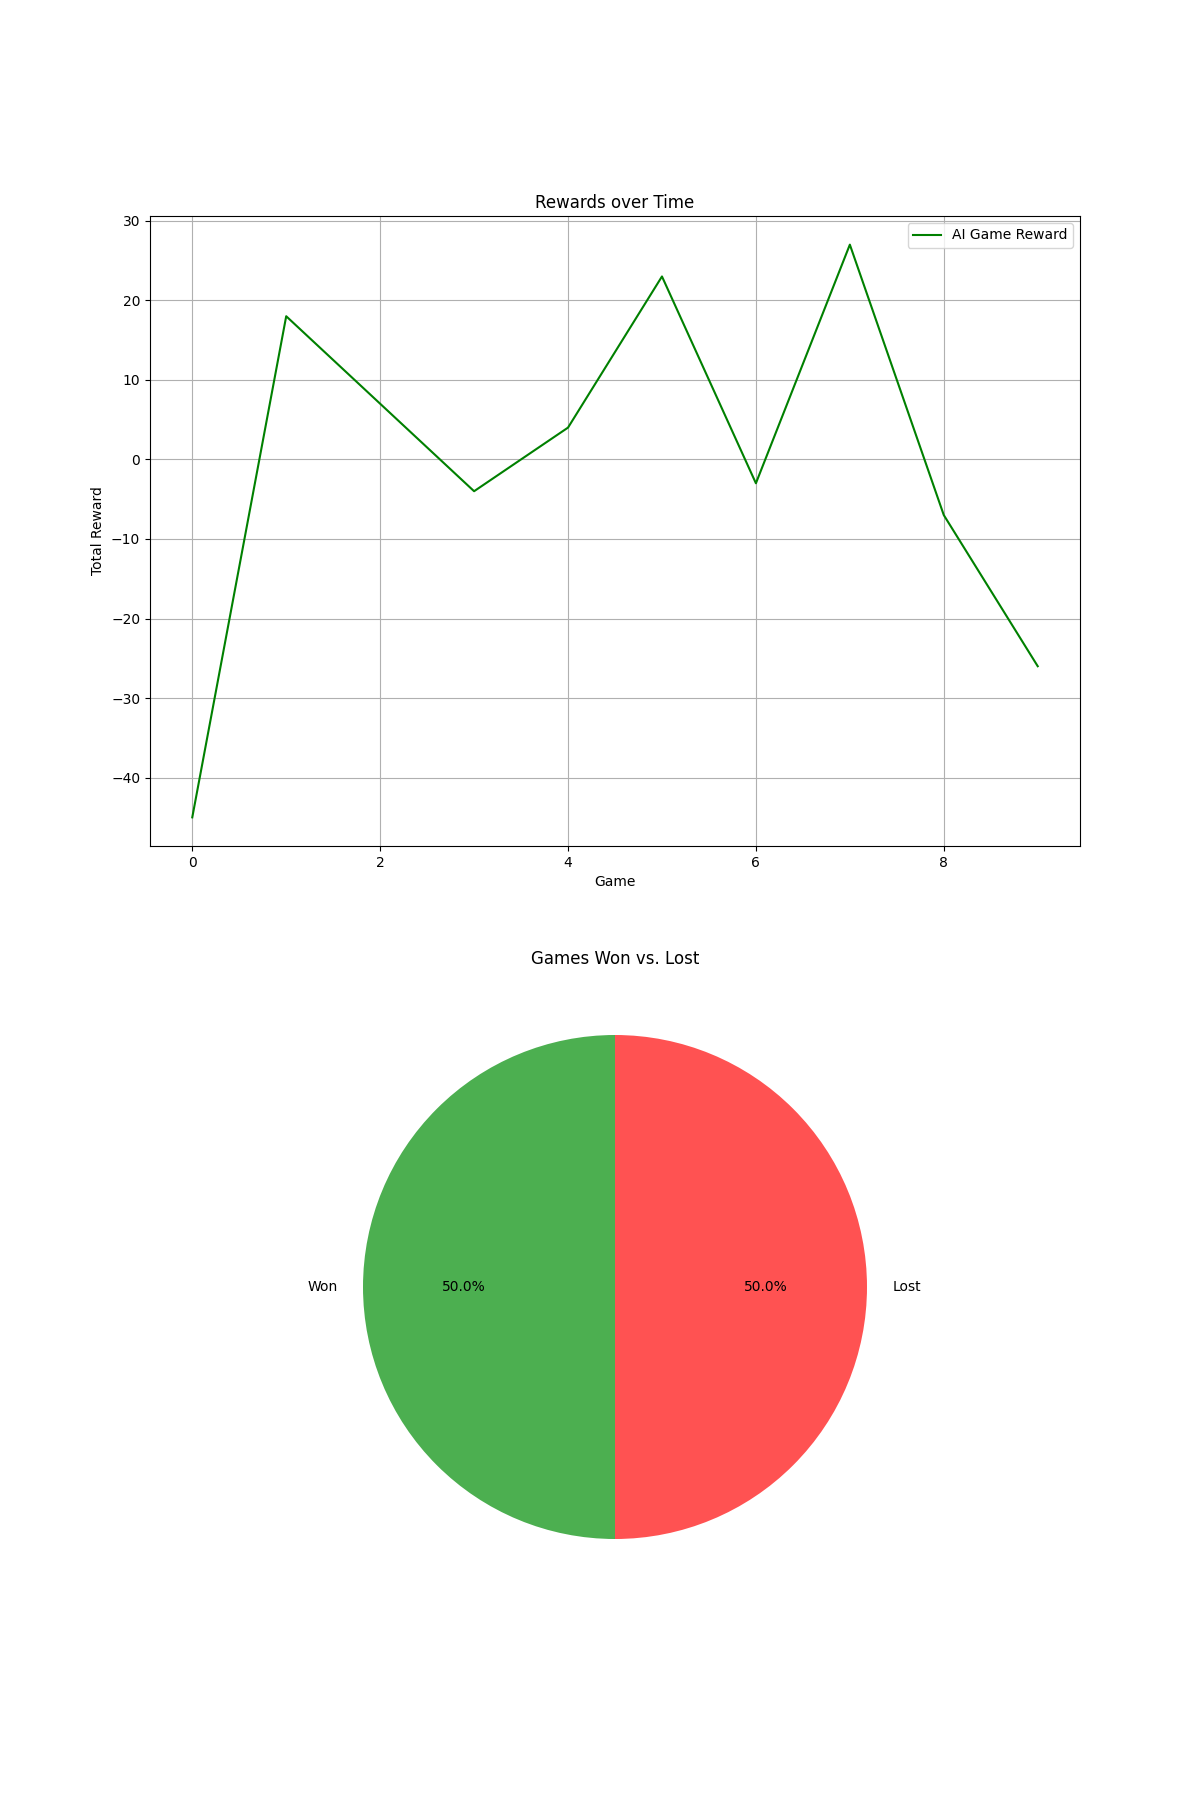 Rewards over Time
AI Game Reward
30
20
10
0
−10
−20
−30
−40
Total Reward
0 2 4 6 8
Game
Games Won vs. Lost
Won 50.0% 50.0% Lost